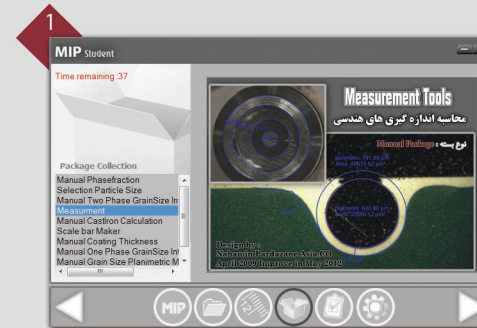 1
MIP Student
Time remaining :37
Package Collection
Manual Phasefraction
Selection Particle Size
Manual Two Phase GrainSize In
Measurment
Manual CastIron Calculation
Scale bar Maker
Manual Coating Thickness
Manual One Phase GrainSize In
Manual Grain Size Planimetric M
Measurement Tools
محاسبه اندازه گیری های هندسی
نوع بسته : Manual Package
Design by :
Nahamin Pardazane Asia.CO
April 2009 Improve in May 2012
MIP